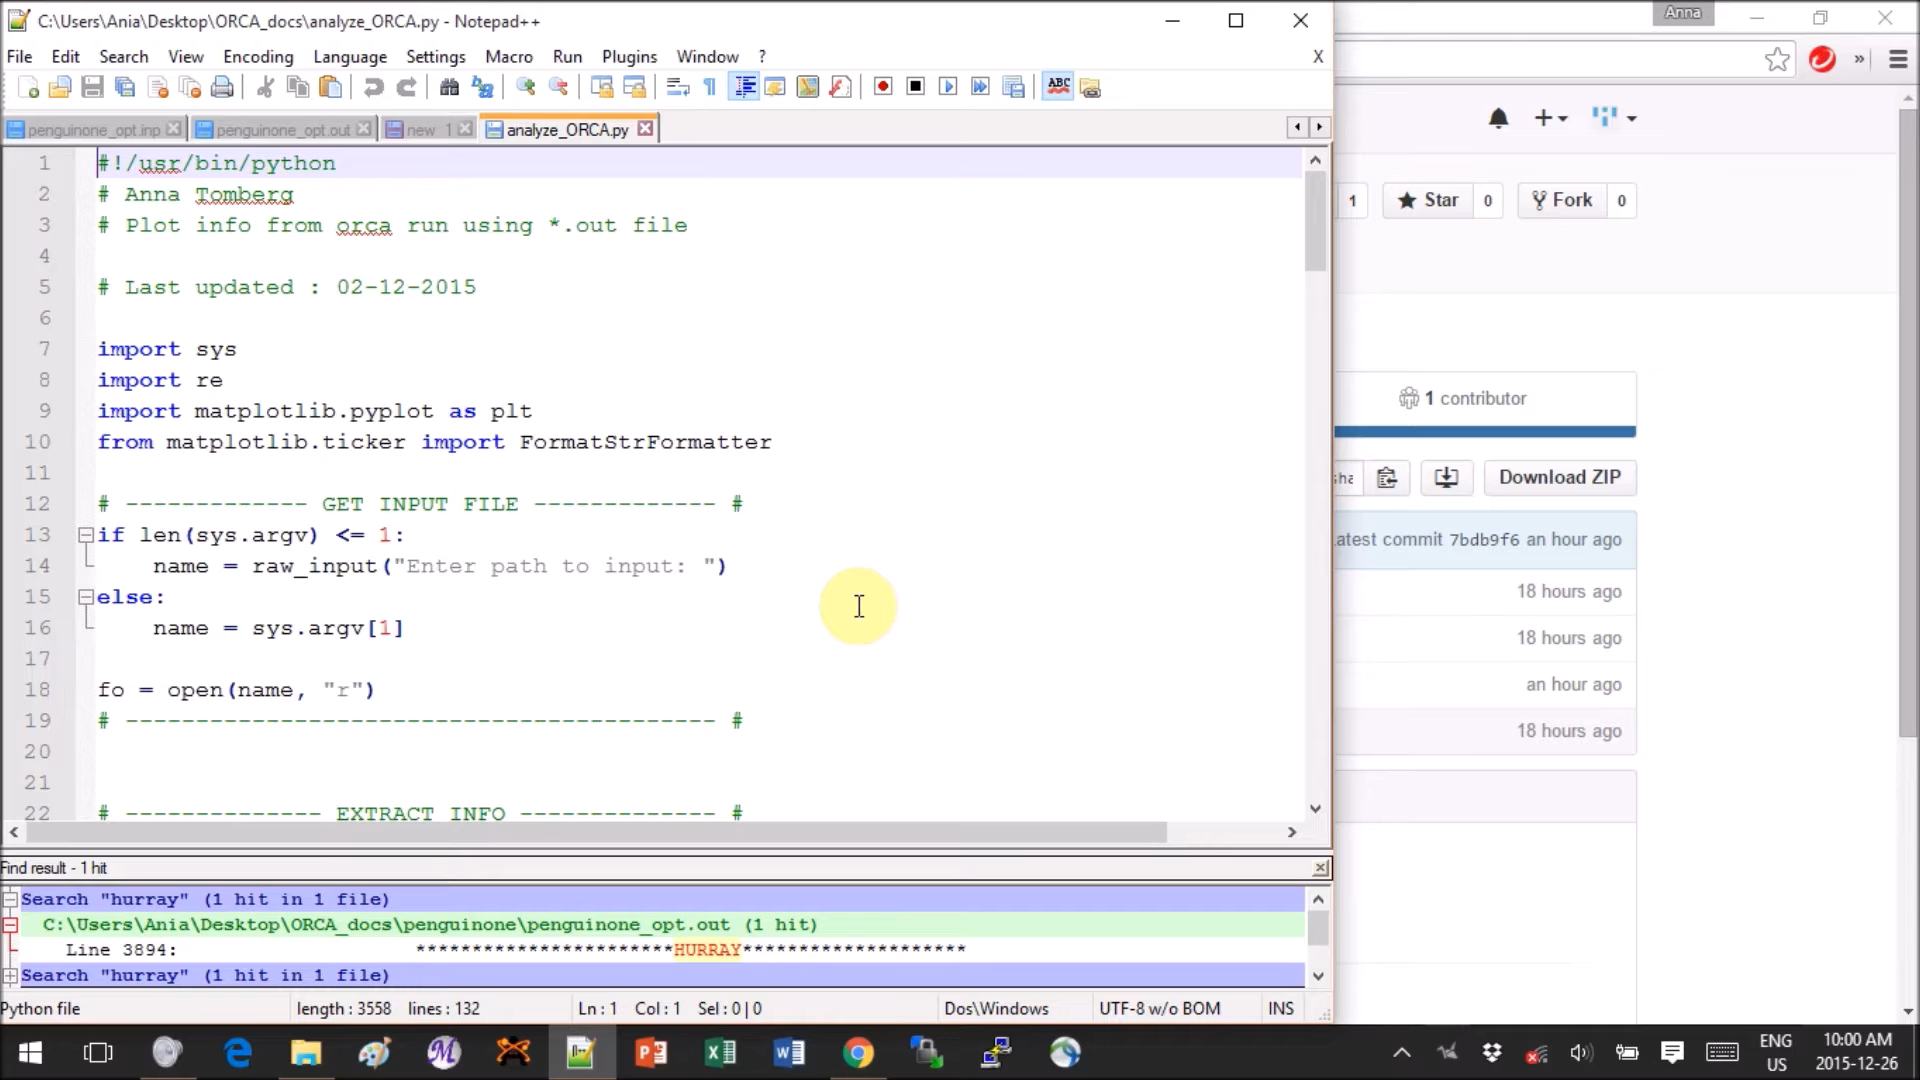 C:\Users\Ania\Desktop\ORCA_docs\analyze_ORCA.py - Notepad++
Anna
File Edit Search View Encoding Language Settings Macro Run Plugins Window ? X
penguinone_opt.inp penguinone_opt.out new 1 analyze_ORCA.py
1 #!/usr/bin/python
2 # Anna Tomberg
3 # Plot info from orca run using *.out file
4
5 # Last updated : 02-12-2015
6
7 import sys
8 import re
9 import matplotlib.pyplot as plt
10 from matplotlib.ticker import FormatStrFormatter
11
12 # ------------- GET INPUT FILE ------------- #
13 if len(sys.argv) <= 1:
14 name = raw_input("Enter path to input: ")
15 else:
16 name = sys.argv[1]
17
18 fo = open(name, "r")
19 # ------------------------------------------ #
20
21
22 # -------------- EXTRACT INFO -------------- #
1 Star 0 Fork 0
1 contributor
Download ZIP
atest commit 7bdb9f6 an hour ago
18 hours ago
18 hours ago
an hour ago
18 hours ago
Find result - 1 hit
Search "hurray" (1 hit in 1 file)
C:\Users\Ania\Desktop\ORCA_docs\penguinone\penguinone_opt.out (1 hit)
Line 3894: ***********************HURRAY********************
Search "hurray" (1 hit in 1 file)
Python file length : 3558 lines : 132 Ln : 1 Col : 1 Sel : 0 | 0 Dos\Windows UTF-8 w/o BOM INS
ENG 10:00 AM
US 2015-12-26